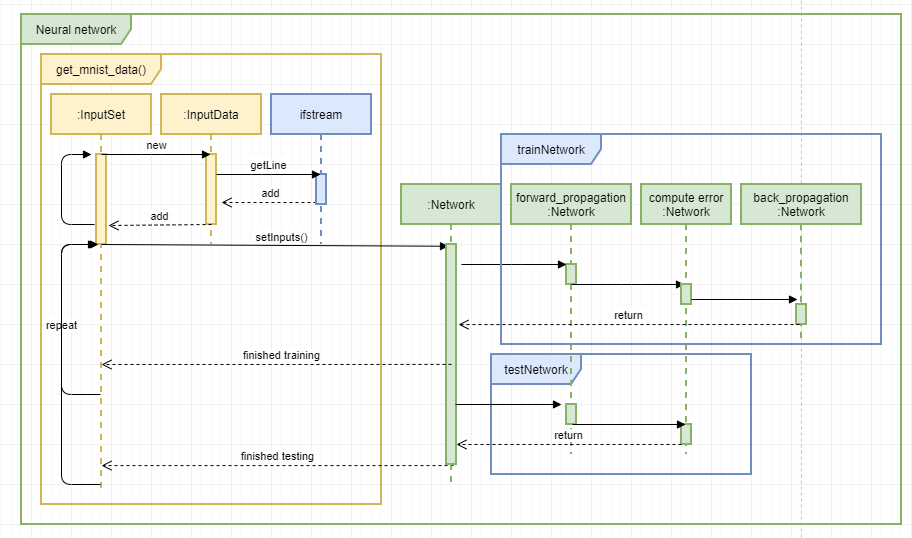 Neural network
get_mnist_data()
:InputSet
:InputData
ifstream
new
getLine
add
add
trainNetwork
:Network
forward_propagation
:Network
compute error
:Network
back_propagation
:Network
setInputs()
return
repeat
finished training
testNetwork
return
finished testing